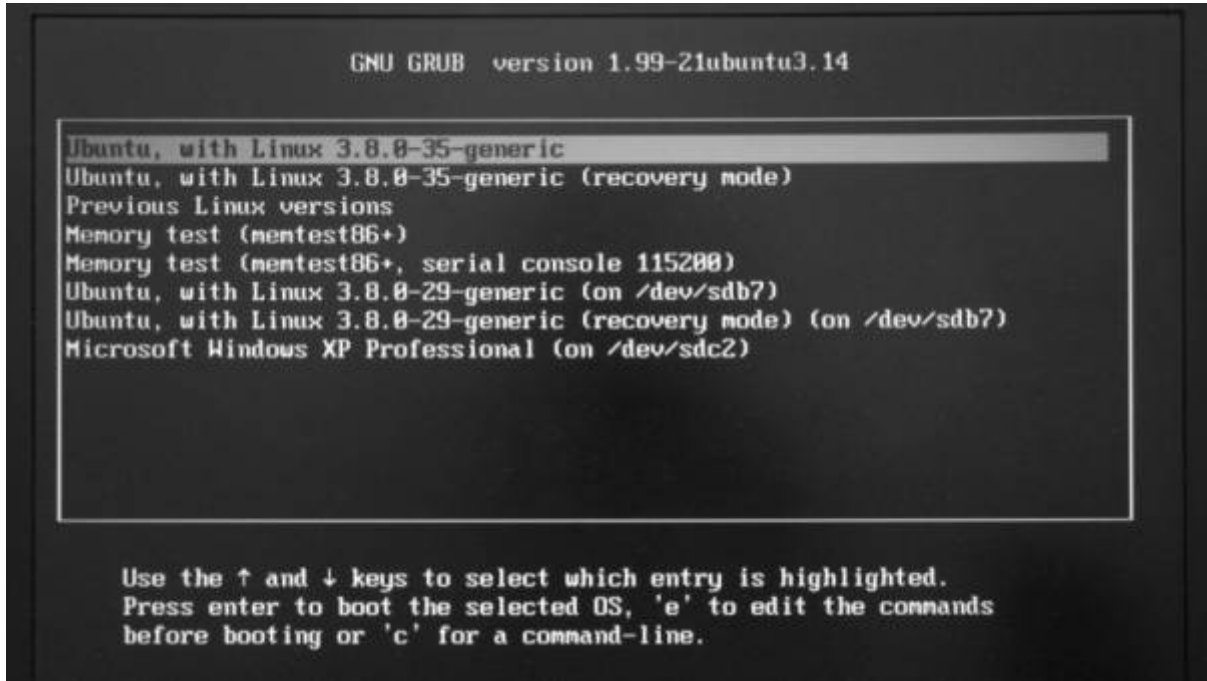 GNU GRUB version 1.99-21ubuntu3.14
Ubuntu, with Linux 3.8.0-35-generic
Ubuntu, with Linux 3.8.0-35-generic (recovery mode)
Previous Linux versions
Memory test (memtest86+)
Memory test (memtest86+, serial console 115200)
Ubuntu, with Linux 3.8.0-29-generic (on /dev/sdb7)
Ubuntu, with Linux 3.8.0-29-generic (recovery mode) (on /dev/sdb7)
Microsoft Windows XP Professional (on /dev/sdc2)
Use the ↑ and ↓ keys to select which entry is highlighted.
Press enter to boot the selected OS, 'e' to edit the commands
before booting or 'c' for a command-line.